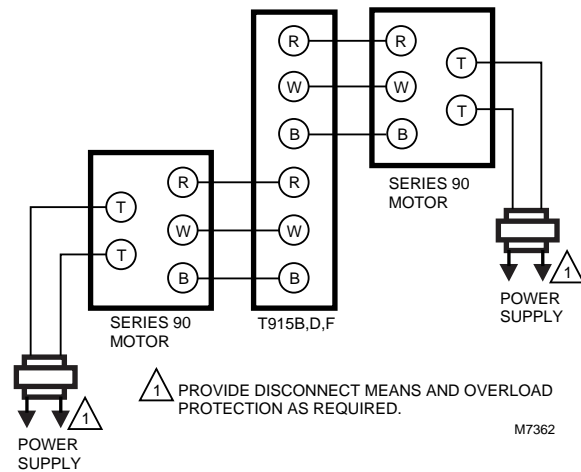 R
R
W
W
B
B
T
T
SERIES 90
MOTOR
1
POWER
SUPPLY
R
R
W
W
B
B
T
T
SERIES 90
MOTOR
T915B,D,F
1
POWER
SUPPLY
1 PROVIDE DISCONNECT MEANS AND OVERLOAD
PROTECTION AS REQUIRED.
M7362